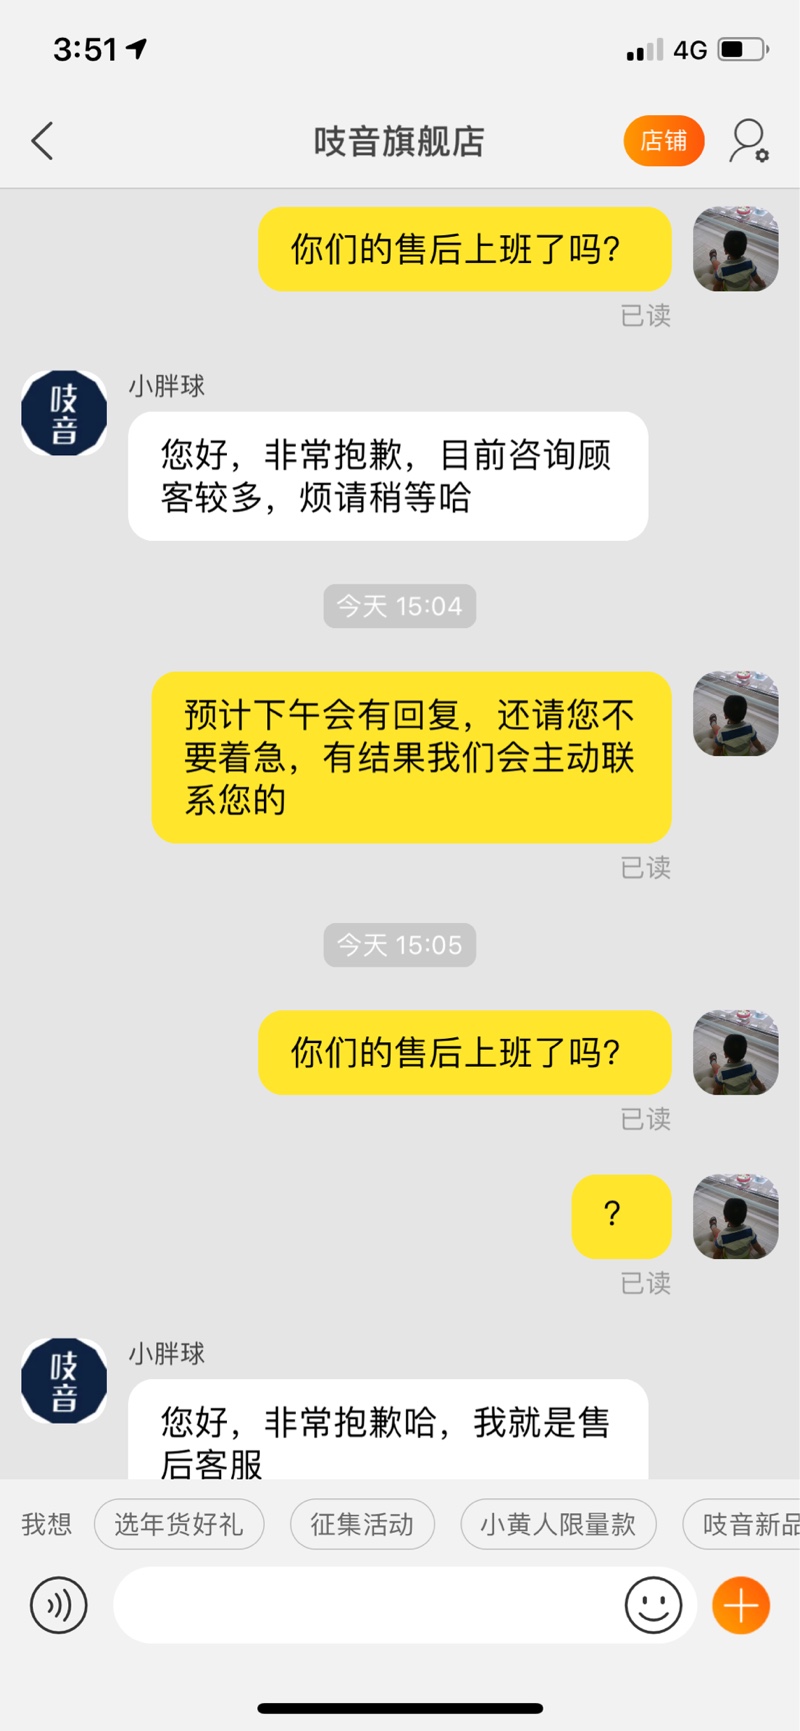 3:51
4G
吱音旗舰店
店铺
你们的售后上班了吗?
已读
吱
音
小胖球
您好，非常抱歉，目前咨询顾
客较多，烦请稍等哈
今天 15:04
预计下午会有回复，还请您不
要着急，有结果我们会主动联
系您的
已读
今天 15:05
你们的售后上班了吗?
已读
?
已读
吱
音
小胖球
您好，非常抱歉哈，我就是售
后客服
我想
选年货好礼
征集活动
小黄人限量款
吱音新品